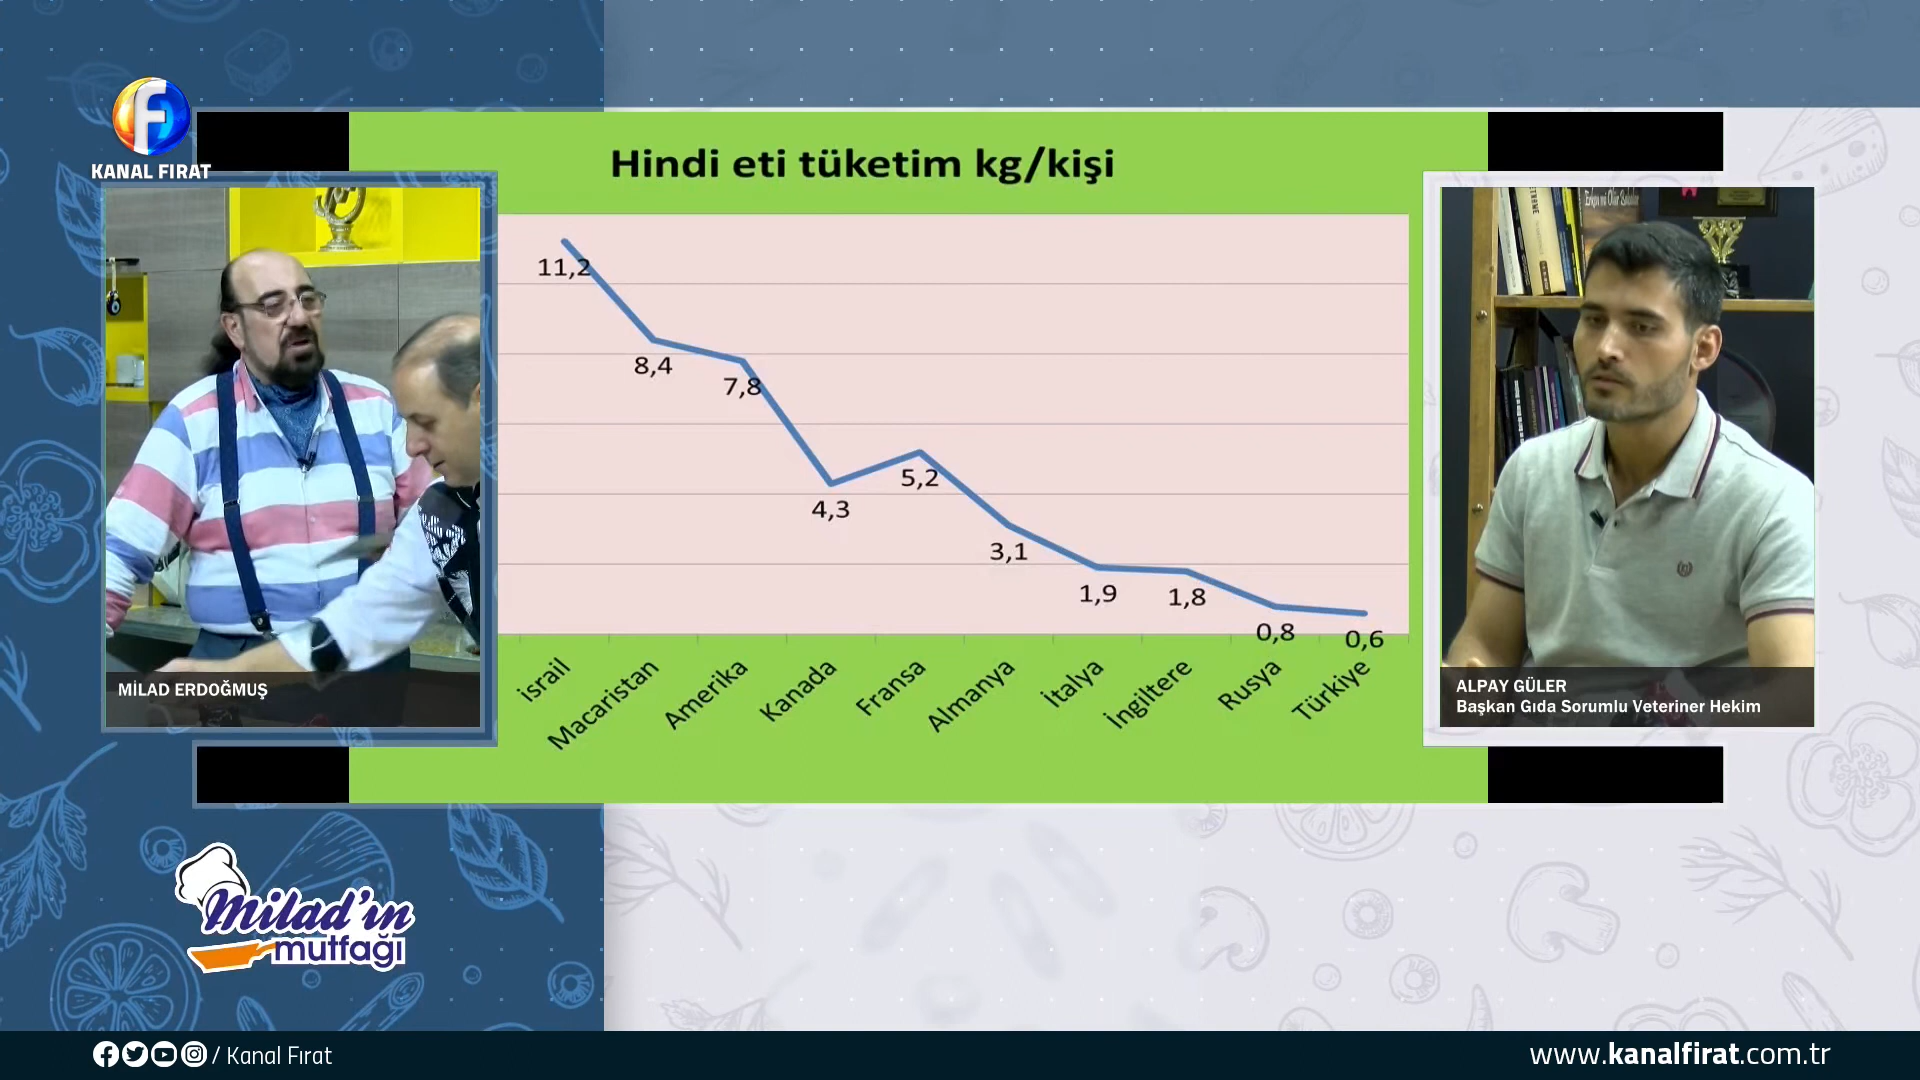 KANAL FIRAT
Hindi eti tüketim kg/kişi
11,2
8,4
7,8
4,3
5,2
3,1
1,9
1,8
0,8
0,6
İsrail
Macaristan
Amerika
Kanada
Fransa
Almanya
İtalya
İngiltere
Rusya
Türkiye
MİLAD ERDOĞMUŞ
ALPAY GÜLER
Başkan Gıda Sorumlu Veteriner Hekim
Milad'ın
mutfağı
/ Kanal Fırat
www.kanalfirat.com.tr